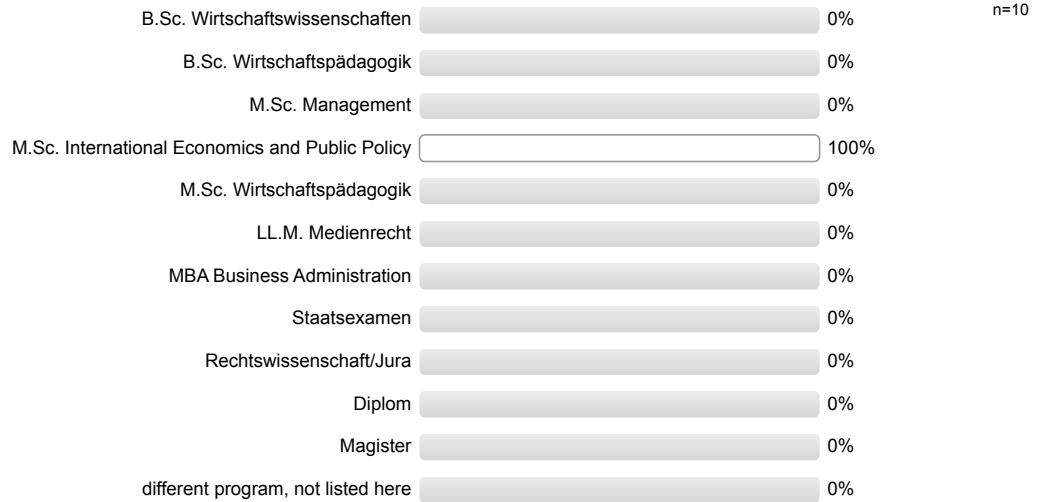 B.Sc. Wirtschaftswissenschaften 0% n=10
B.Sc. Wirtschaftspädagogik 0%
M.Sc. Management 0%
M.Sc. International Economics and Public Policy 100%
M.Sc. Wirtschaftspädagogik 0%
LL.M. Medienrecht 0%
MBA Business Administration 0%
Staatsexamen 0%
Rechtswissenschaft/Jura 0%
Diplom 0%
Magister 0%
different program, not listed here 0%